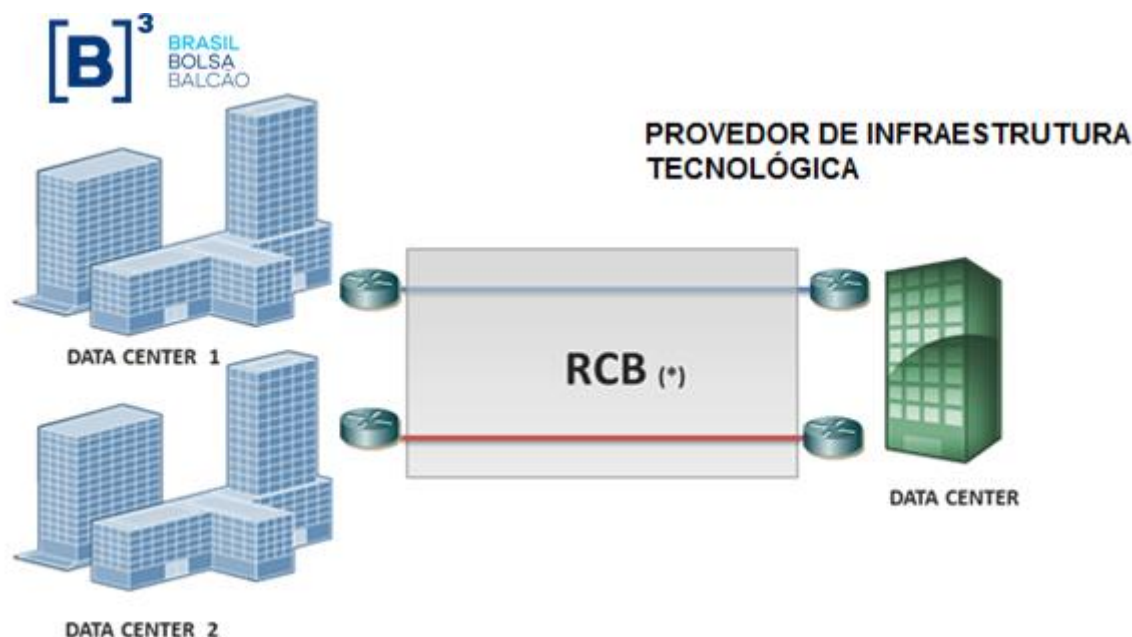 [B]³ BRASIL
BOLSA
BALCÃO
PROVEDOR DE INFRAESTRUTURA
TECNOLÓGICA
DATA CENTER 1
RCB (*)
DATA CENTER
DATA CENTER 2